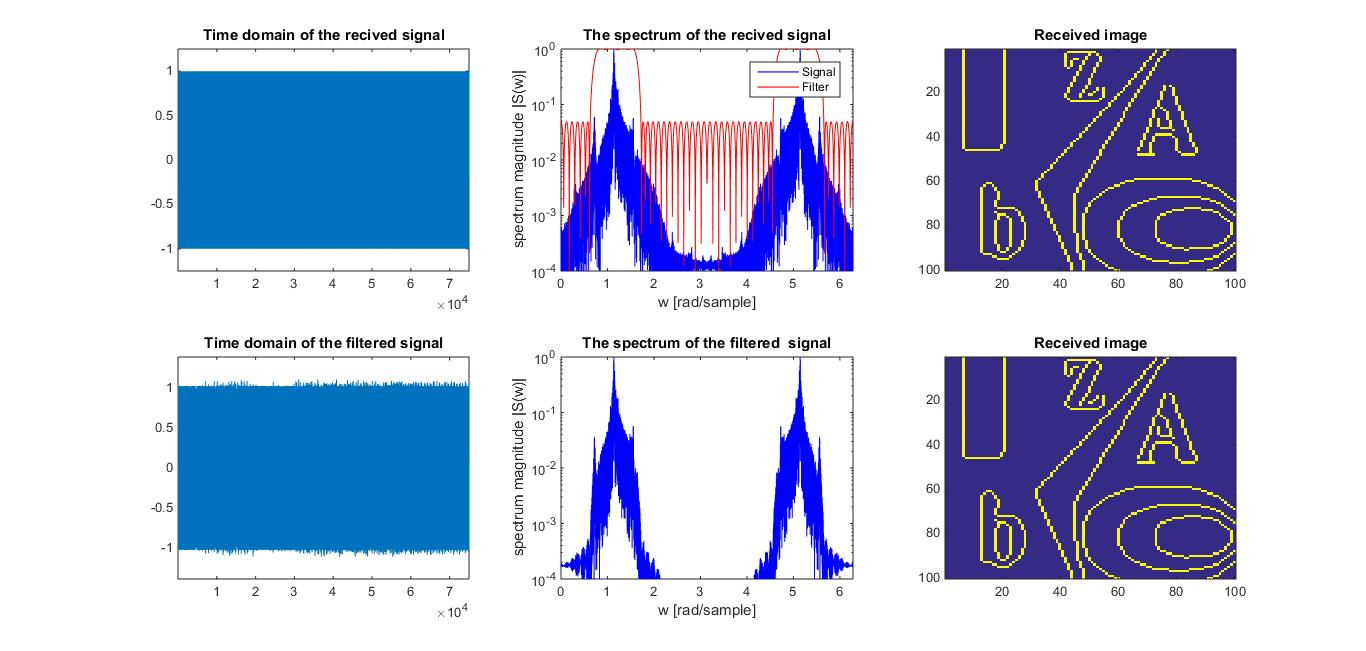 Time domain of the recived signal
1
0.5
0
-0.5
-1
1 2 3 4 5 6 7
×10^4
The spectrum of the recived signal
spectrum magnitude |S(w)|
10^0
10^-1
10^-2
10^-3
10^-4
Signal
Filter
0 1 2 3 4 5 6
w [rad/sample]
Received image
20
40
60
80
100
z
A
b
20 40 60 80 100
Time domain of the filtered signal
1
0.5
0
-0.5
-1
1 2 3 4 5 6 7
×10^4
The spectrum of the filtered  signal
spectrum magnitude |S(w)|
10^0
10^-1
10^-2
10^-3
10^-4
0 1 2 3 4 5 6
w [rad/sample]
Received image
20
40
60
80
100
z
A
b
20 40 60 80 100